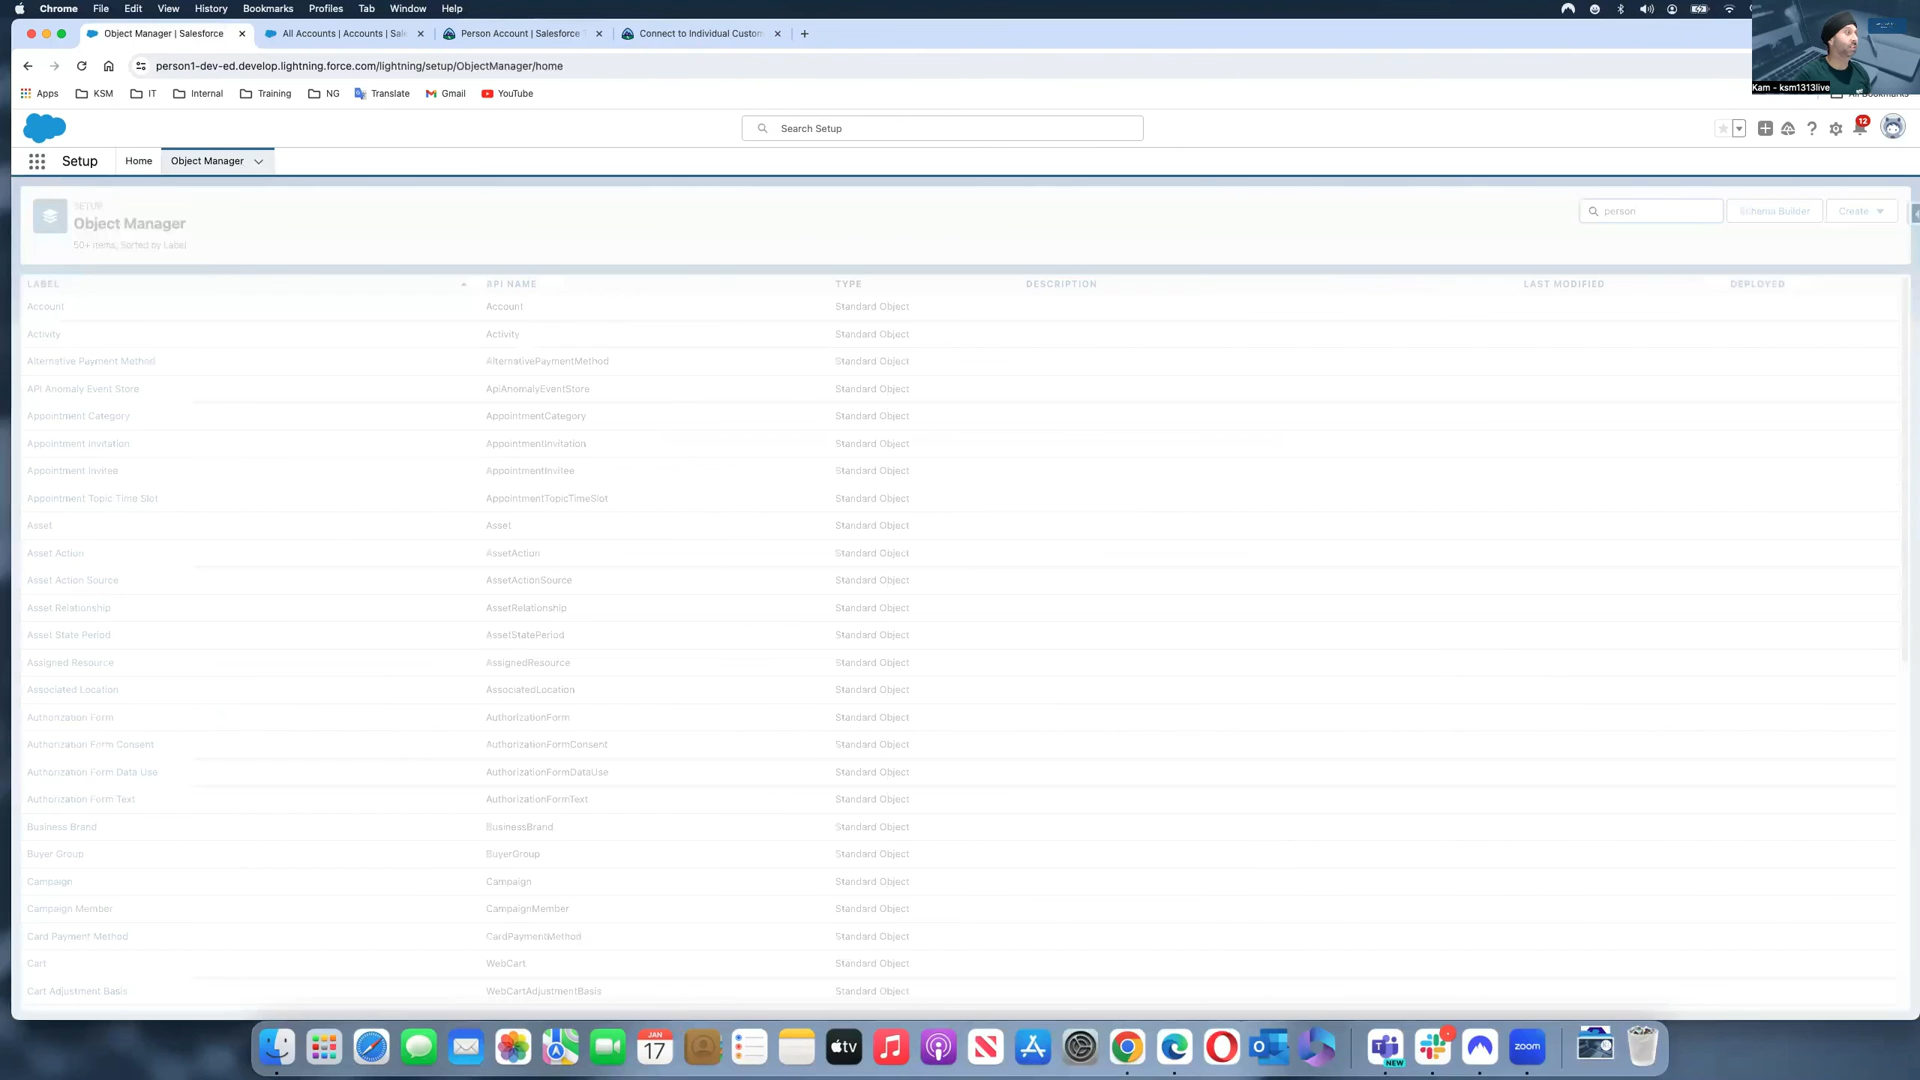 Chrome File Edit View History Bookmarks Profiles Tab Window Help
Object Manager | Salesforce
All Accounts | Accounts | Sal
Person Account | Salesforce
Connect to Individual Custom
person1-dev-ed.develop.lightning.force.com/lightning/setup/ObjectManager/home
Apps KSM IT Internal Training NG Translate Gmail YouTube
Kam - ksm1313live
Search Setup
12
Setup Home Object Manager
SETUP
Object Manager
50+ Items, Sorted by Label
person
Schema Builder
Create
LABEL API NAME TYPE DESCRIPTION LAST MODIFIED DEPLOYED
Account Account Standard Object
Activity Activity Standard Object
Alternative Payment Method AlternativePaymentMethod Standard Object
API Anomaly Event Store ApiAnomalyEventStore Standard Object
Appointment Category AppointmentCategory Standard Object
Appointment Invitation AppointmentInvitation Standard Object
Appointment Invitee AppointmentInvitee Standard Object
Appointment Topic Time Slot AppointmentTopicTimeSlot Standard Object
Asset Asset Standard Object
Asset Action AssetAction Standard Object
Asset Action Source AssetActionSource Standard Object
Asset Relationship AssetRelationship Standard Object
Asset State Period AssetStatePeriod Standard Object
Assigned Resource AssignedResource Standard Object
Associated Location AssociatedLocation Standard Object
Authorization Form AuthorizationForm Standard Object
Authorization Form Consent AuthorizationFormConsent Standard Object
Authorization Form Data Use AuthorizationFormDataUse Standard Object
Authorization Form Text AuthorizationFormText Standard Object
Business Brand BusinessBrand Standard Object
Buyer Group BuyerGroup Standard Object
Campaign Campaign Standard Object
Campaign Member CampaignMember Standard Object
Card Payment Method CardPaymentMethod Standard Object
Cart WebCart Standard Object
Cart Adjustment Basis WebCartAdjustmentBasis Standard Object
JAN
17
tv
NEW
zoom